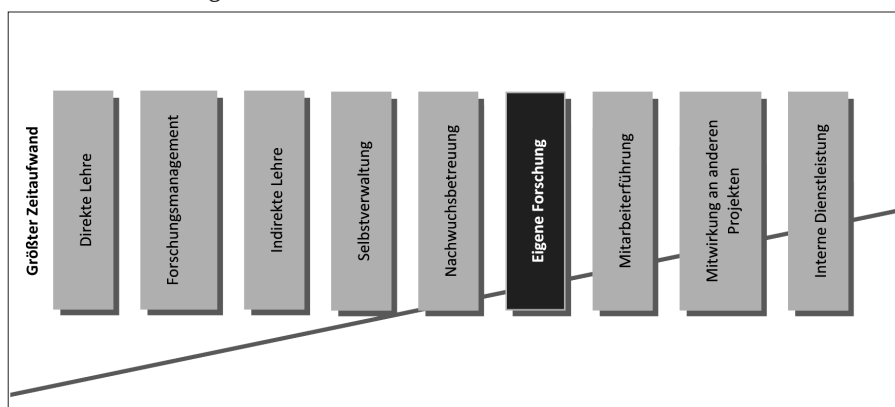 Größter Zeitaufwand
Direkte Lehre
Forschungsmanagement
Indirekte Lehre
Selbstverwaltung
Nachwuchsbetreuung
Eigene Forschung
Mitarbeiterführung
Mitwirkung an anderen
Projekten
Interne Dienstleistung